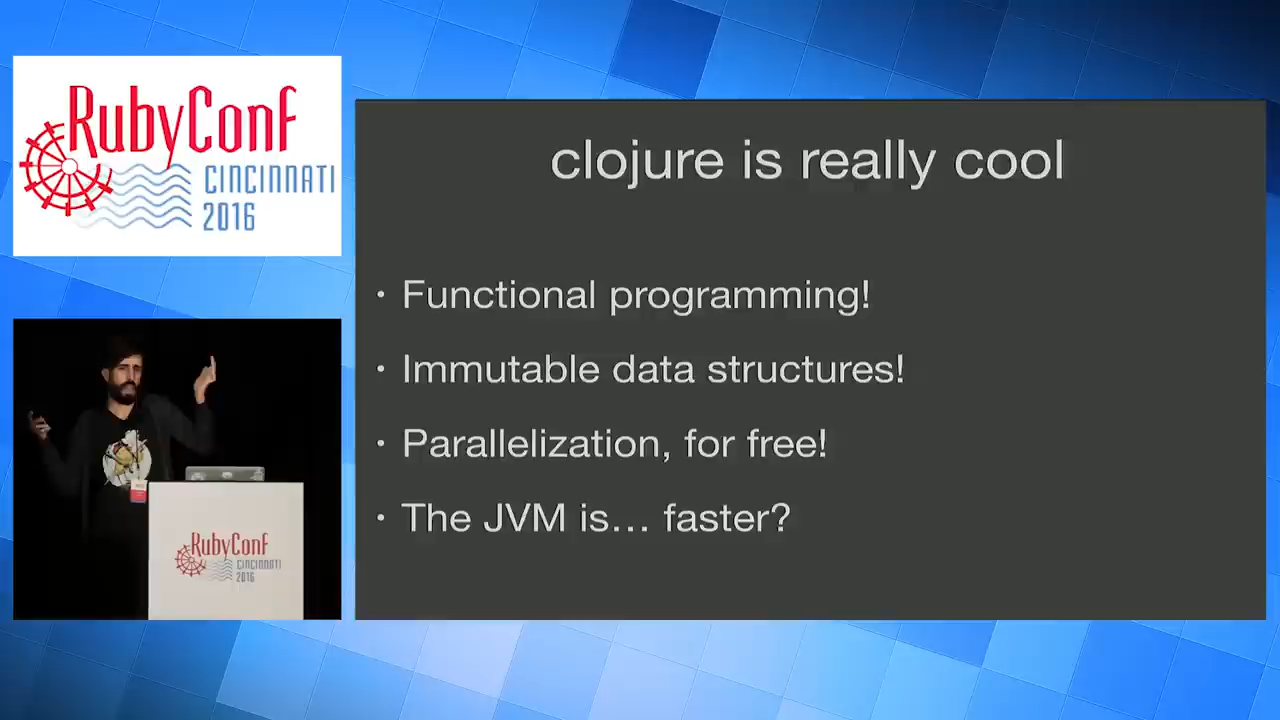 RubyConf
CINCINNATI
2016
clojure is really cool
• Functional programming!
• Immutable data structures!
• Parallelization, for free!
• The JVM is… faster?
RubyConf
CINCINNATI
2016